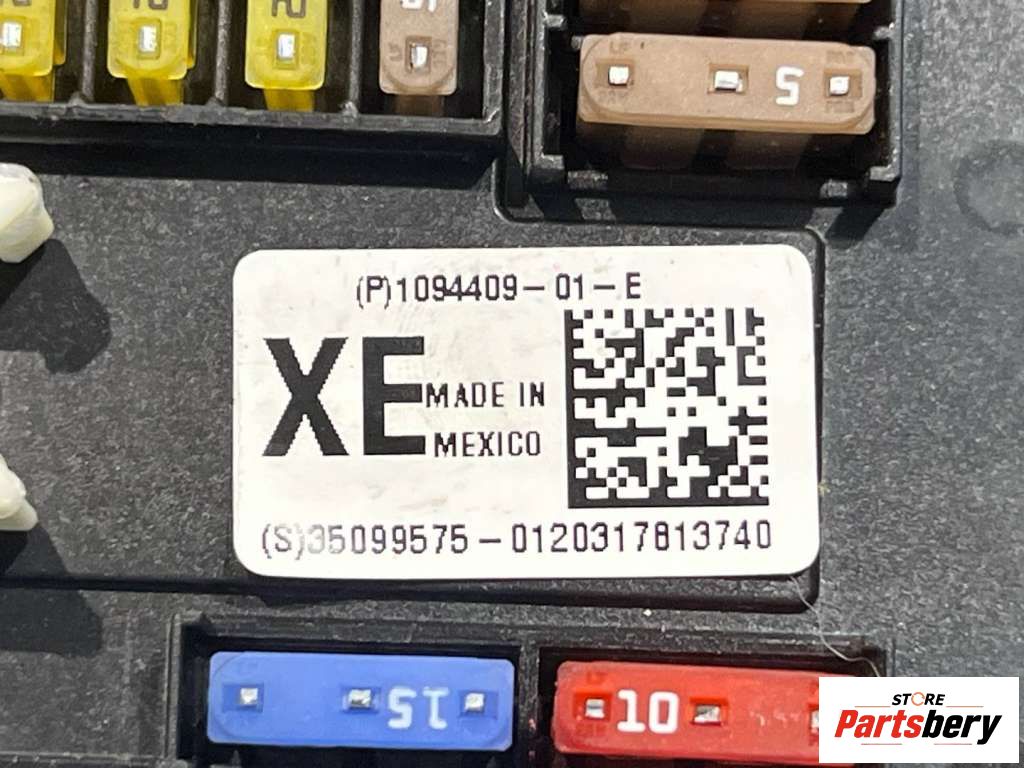 5
(P)1094409-01-E
XE
MADE IN
MEXICO
(S)35099575-0120317813740
15
10
STORE
Partsbery